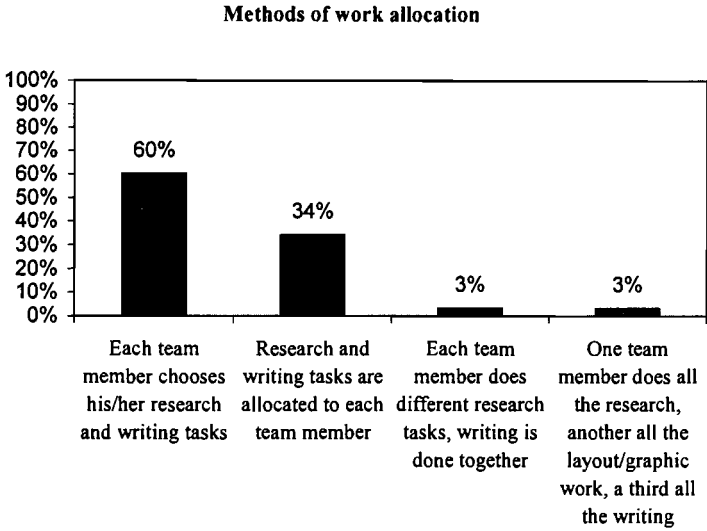 Methods of work allocation
100%
90%
80%
70%
60%
50%
40%
30%
20%
10%
0%
60%
34%
3%
3%
Each team
member chooses
his/her research
and writing tasks
Research and
writing tasks are
allocated to each
team member
Each team
member does
different research
tasks, writing is
done together
One team
member does all
the research,
another all the
layout/graphic
work, a third all
the writing